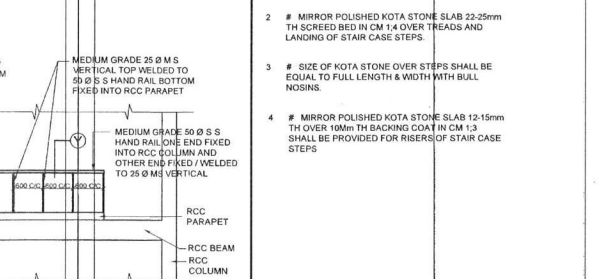 M
MEDIUM GRADE 25 Ø M S
VERTICAL TOP WELDED TO
50 Ø S S HAND RAIL BOTTOM
FIXED INTO RCC PARAPET
Y
MEDIUM GRADE 50 Ø S S
HAND RAIL ONE END FIXED
INTO RCC COLUMN AND
OTHER END FIXED / WELDED
TO 25 Ø MS VERTICAL
600 C/C 600 C/C 600 C/C
RCC
PARAPET
RCC BEAM
RCC
COLUMN
2 # MIRROR POLISHED KOTA STONE SLAB 22-25mm
TH SCREED BED IN CM 1;4 OVER TREADS AND
LANDING OF STAIR CASE STEPS.
3 # SIZE OF KOTA STONE OVER STEPS SHALL BE
EQUAL TO FULL LENGTH & WIDTH WITH BULL
NOSINS.
4 # MIRROR POLISHED KOTA STONE SLAB 12-15mm
TH OVER 10Mm TH BACKING COAT IN CM 1;3
SHALL BE PROVIDED FOR RISERS OF STAIR CASE
STEPS